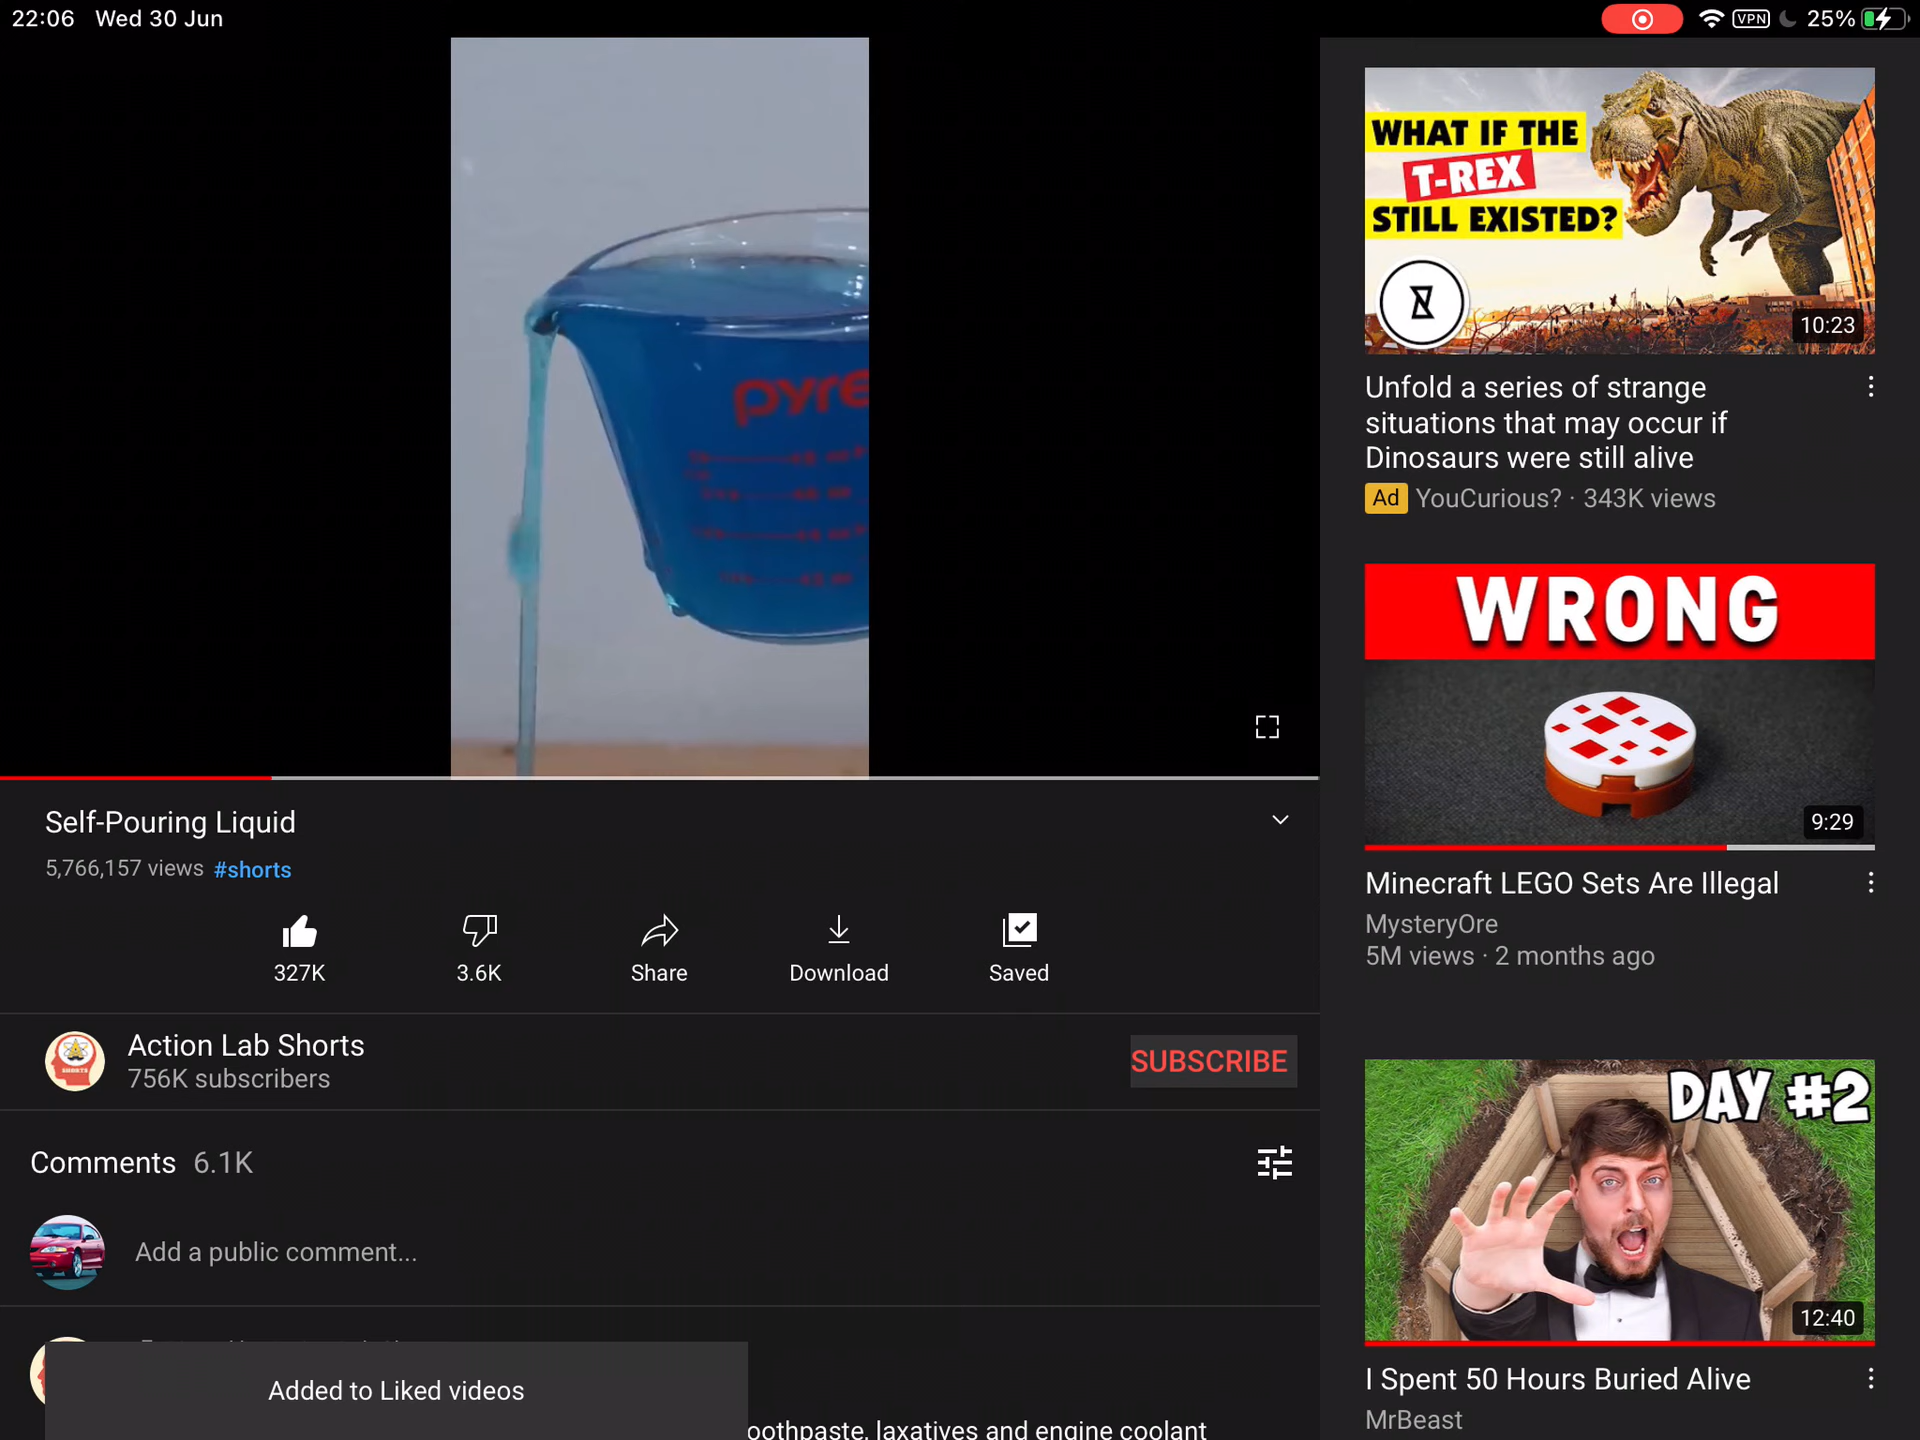 22:06 Wed 30 Jun
VPN 25%
pyre
Self-Pouring Liquid
5,766,157 views #shorts
327K
3.6K
Share
Download
Saved
Action Lab Shorts
756K subscribers
SUBSCRIBE
Comments 6.1K
Add a public comment...
Added to Liked videos
oothpaste, laxatives and engine coolant
WHAT IF THE
T-REX
STILL EXISTED?
10:23
Unfold a series of strange
situations that may occur if
Dinosaurs were still alive
Ad YouCurious? · 343K views
WRONG
9:29
Minecraft LEGO Sets Are Illegal
MysteryOre
5M views · 2 months ago
DAY #2
12:40
I Spent 50 Hours Buried Alive
MrBeast